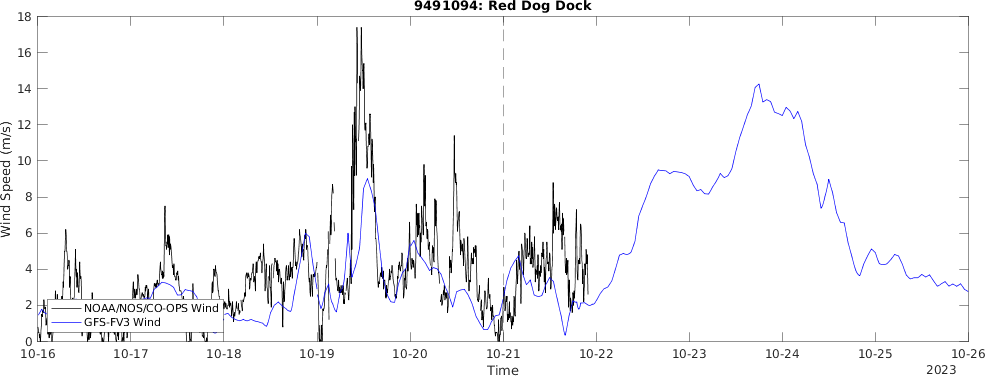 9491094: Red Dog Dock
Wind Speed (m/s)
18
16
14
12
10
8
6
4
2
0
NOAA/NOS/CO-OPS Wind
GFS-FV3 Wind
10-16 10-17 10-18 10-19 10-20 10-21 10-22 10-23 10-24 10-25 10-26
Time
2023